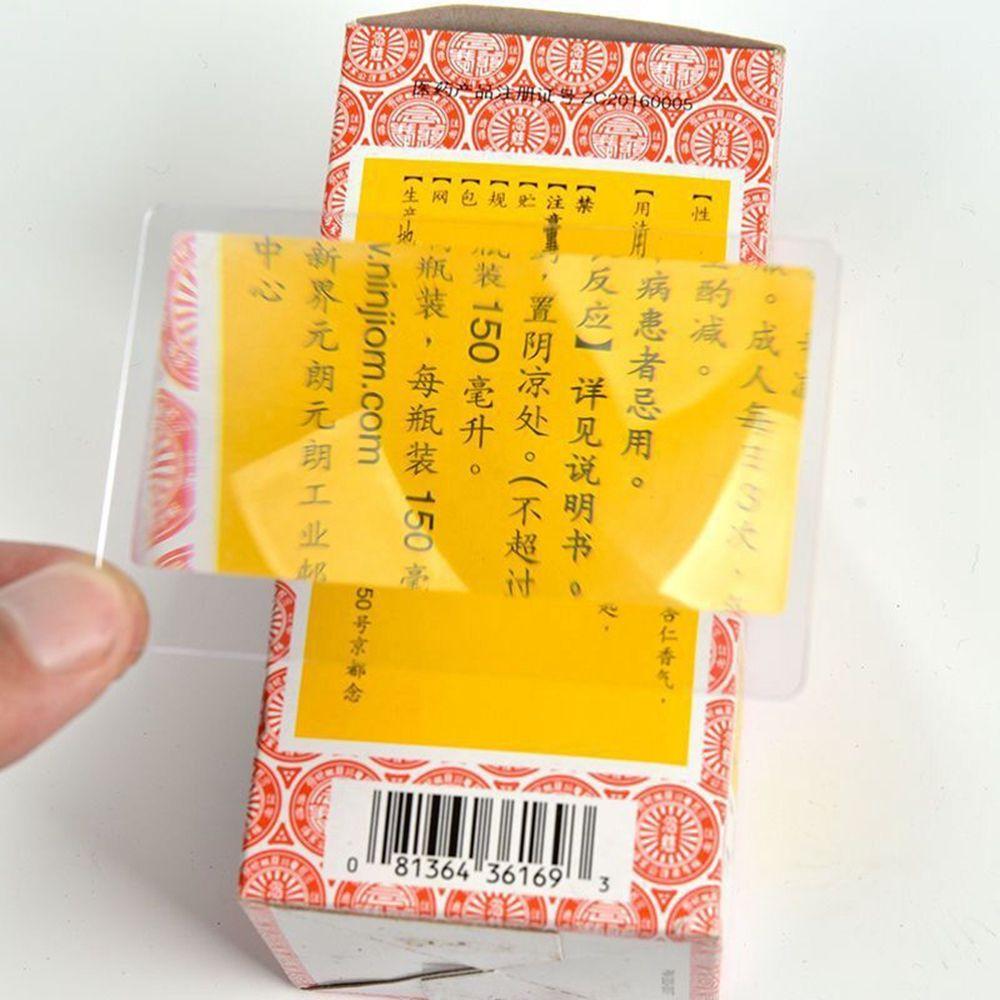 医药产品注册证号ZC20160005
【性
【用
【禁
【注
【贮
【规
【包
【网
【生产地
。成人每日3次，
酌减。
病患者忌用。
反应】 详见说明书。
，置阴凉处。(不超过
瓶装150毫升。
瓶装，每瓶装150毫
.ninjiom.com
新界元朗元朗工业邨
中心
杏仁香气，
起，
50号京都念
0 81364 36169 3